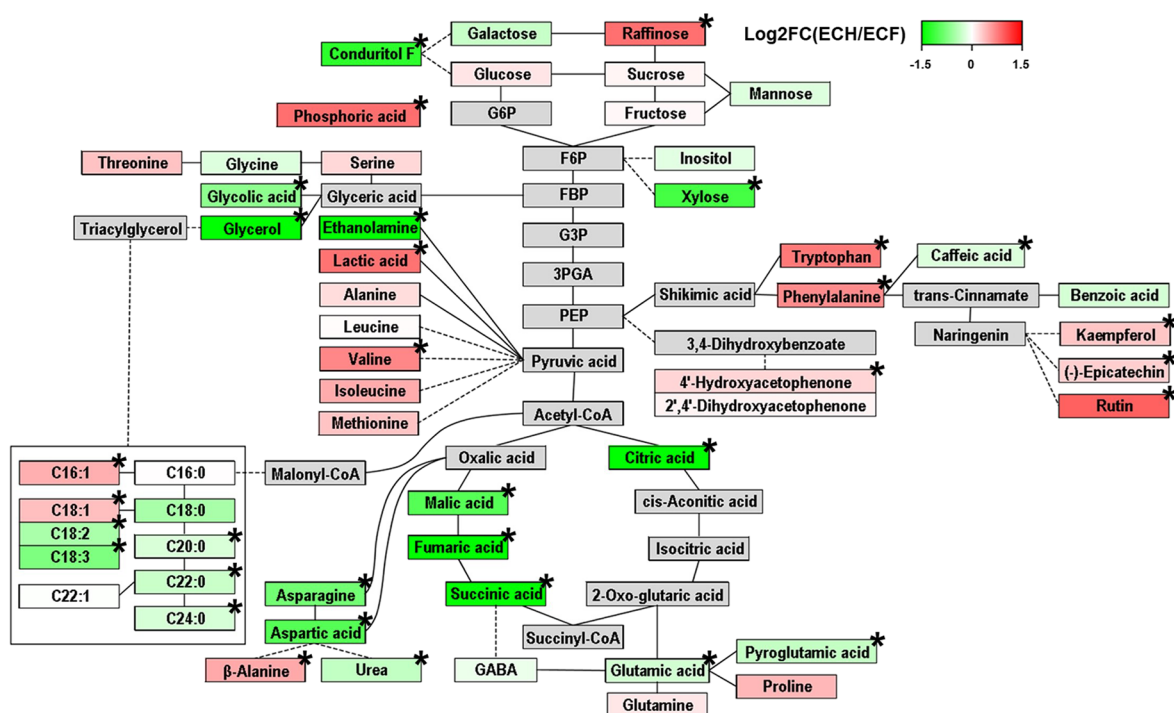 Galactose
Raffinose*
Log2FC(ECH/ECF)
-1.5
0
1.5
Conduritol F*
Glucose
Sucrose
Mannose
Phosphoric acid*
G6P
Fructose
Threonine
Glycine
Serine
F6P
Inositol
Glycolic acid*
Glyceric acid
FBP
Xylose*
Triacylglycerol
Glycerol*
Ethanolamine*
G3P
Lactic acid*
Tryptophan*
Caffeic acid*
3PGA
Alanine
Shikimic acid
Phenylalanine*
trans-Cinnamate
Benzoic acid
PEP
Leucine
3,4-Dihydroxybenzoate
Naringenin
Kaempferol*
Valine*
Pyruvic acid
4'-Hydroxyacetophenone*
(-)-Epicatechin*
Isoleucine
2',4'-Dihydroxyacetophenone
Rutin*
Methionine
Acetyl-CoA
Oxalic acid
Citric acid*
C16:1*
C16:0
Malonyl-CoA
Malic acid*
cis-Aconitic acid
C18:1*
C18:0
C18:2*
C18:3*
C20:0*
Fumaric acid*
Isocitric acid
C22:1
C22:0*
Asparagine*
Succinic acid*
2-Oxo-glutaric acid
C24:0*
Aspartic acid*
Succinyl-CoA
β-Alanine*
Urea*
GABA
Glutamic acid*
Pyroglutamic acid*
Proline
Glutamine